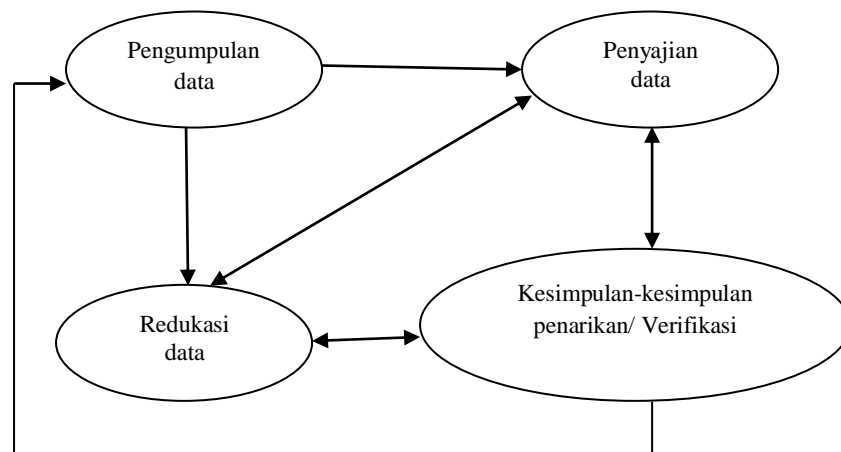 Pengumpulan
data
Penyajian
data
Redukasi
data
Kesimpulan-kesimpulan
penarikan/ Verifikasi